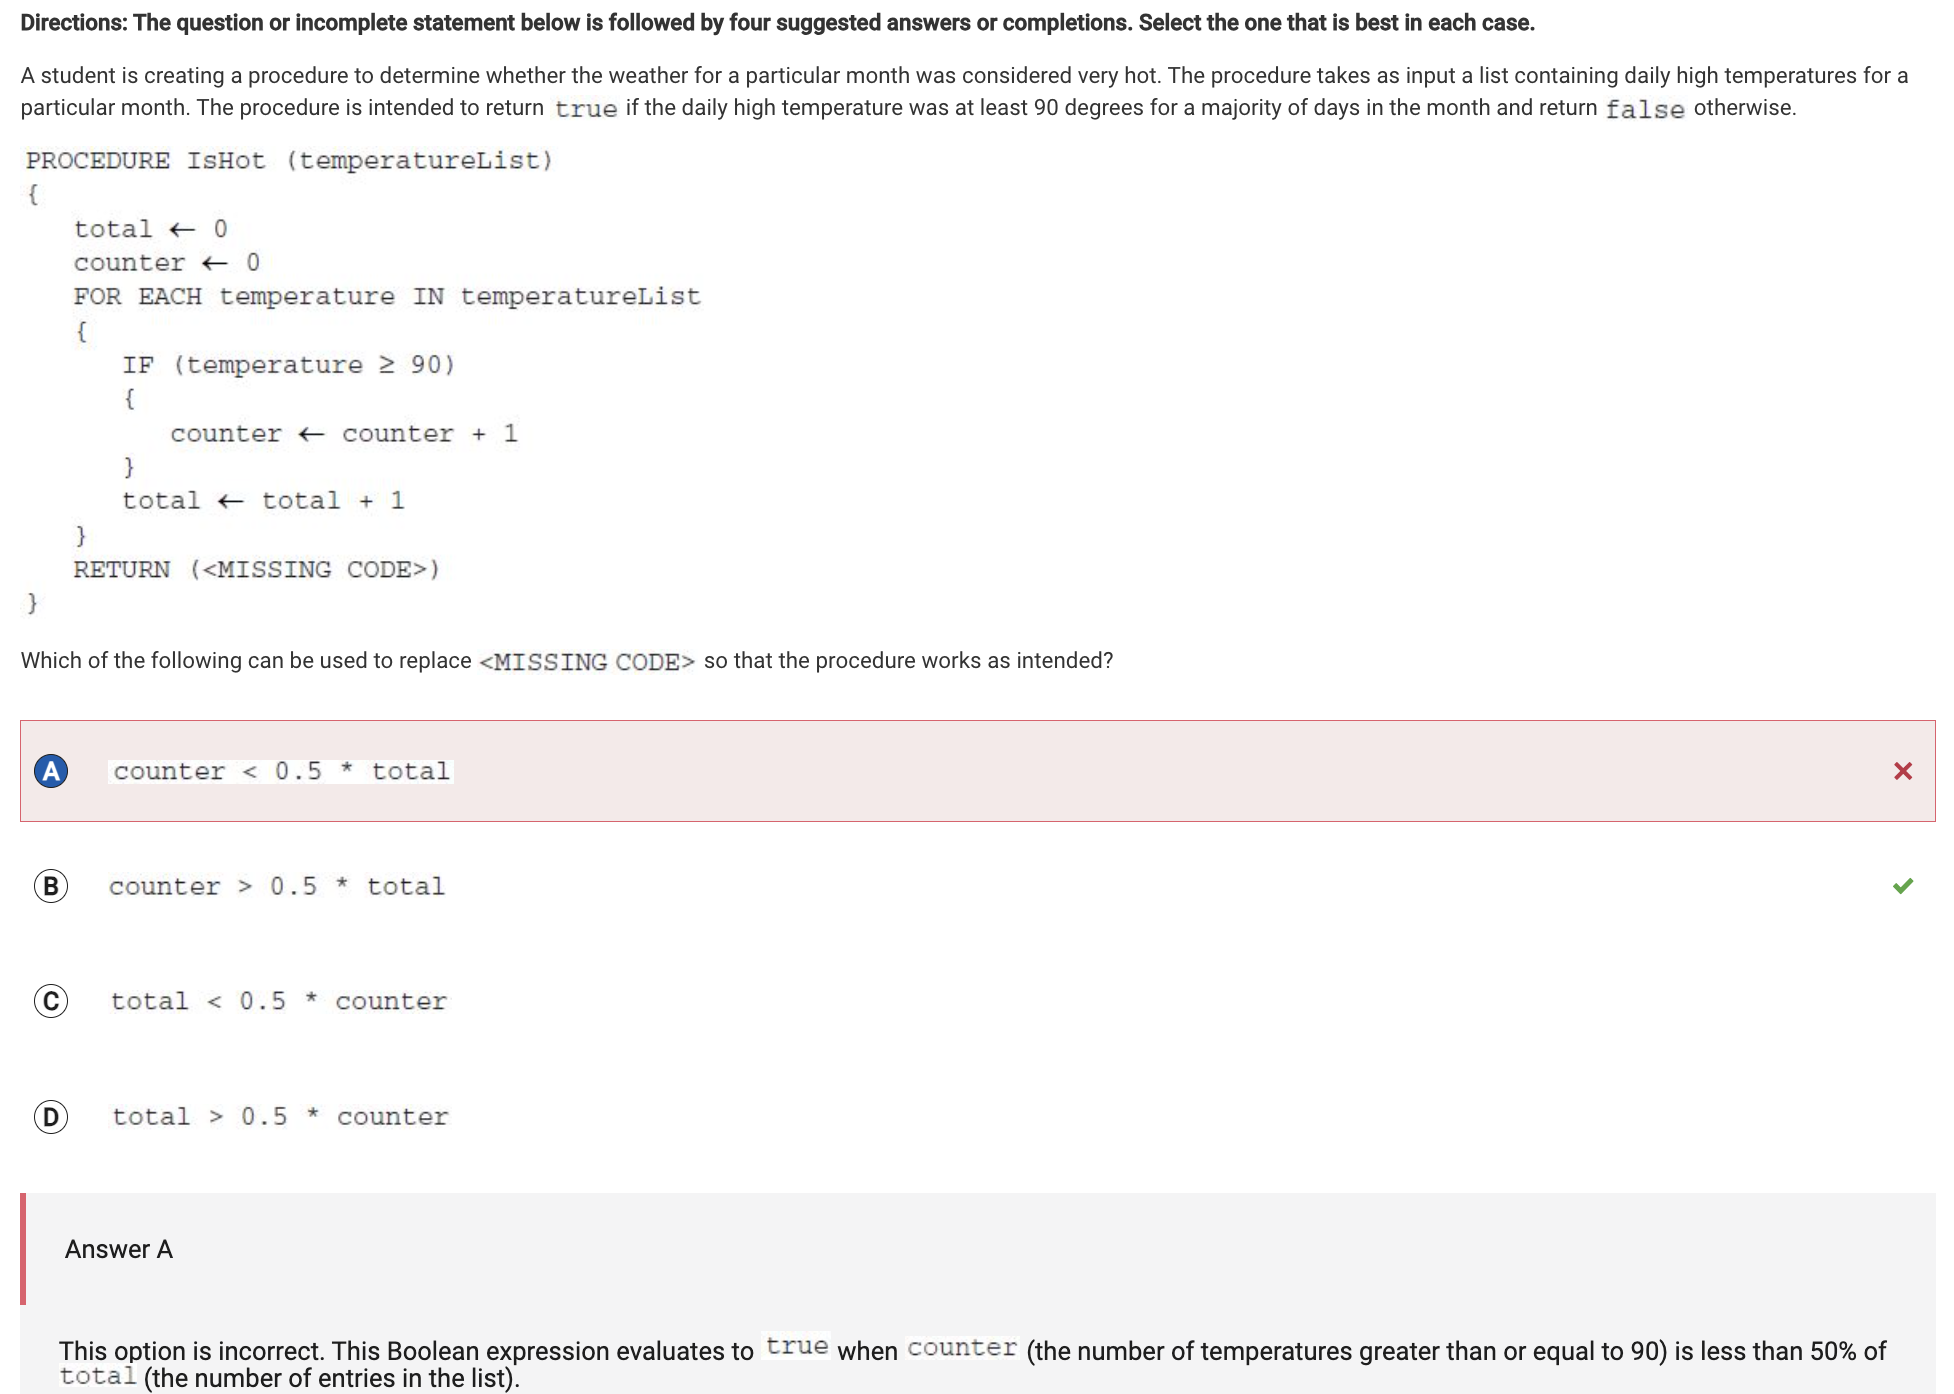 Directions: The question or incomplete statement below is followed by four suggested answers or completions. Select the one that is best in each case.
A student is creating a procedure to determine whether the weather for a particular month was considered very hot. The procedure takes as input a list containing daily high temperatures for a
particular month. The procedure is intended to return true if the daily high temperature was at least 90 degrees for a majority of days in the month and return false otherwise.
PROCEDURE IsHot (temperatureList)
{
total ← 0
counter ← 0
FOR EACH temperature IN temperatureList
{
IF (temperature ≥ 90)
{
counter ← counter + 1
}
total ← total + 1
}
RETURN (<MISSING CODE>)
}
Which of the following can be used to replace <MISSING CODE> so that the procedure works as intended?
A counter < 0.5 * total
B counter > 0.5 * total
C total < 0.5 * counter
D total > 0.5 * counter
Answer A
This option is incorrect. This Boolean expression evaluates to true when counter (the number of temperatures greater than or equal to 90) is less than 50% of
total (the number of entries in the list).